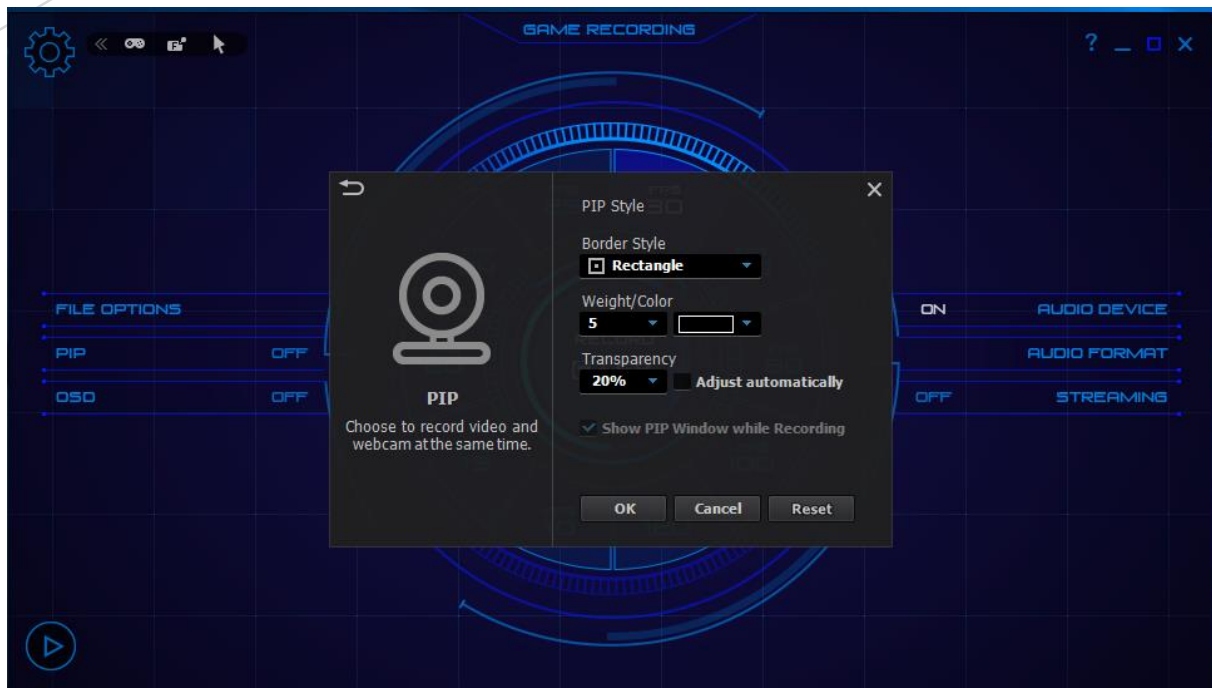 GAME RECORDING
?
PIP Style
Border Style
Rectangle
Weight/Color
5
Transparency
20% Adjust automatically
Show PIP Window while Recording
OK Cancel Reset
PIP
Choose to record video and
webcam at the same time.
FILE OPTIONS
PIP OFF
OSD OFF
ON AUDIO DEVICE
AUDIO FORMAT
OFF STREAMING